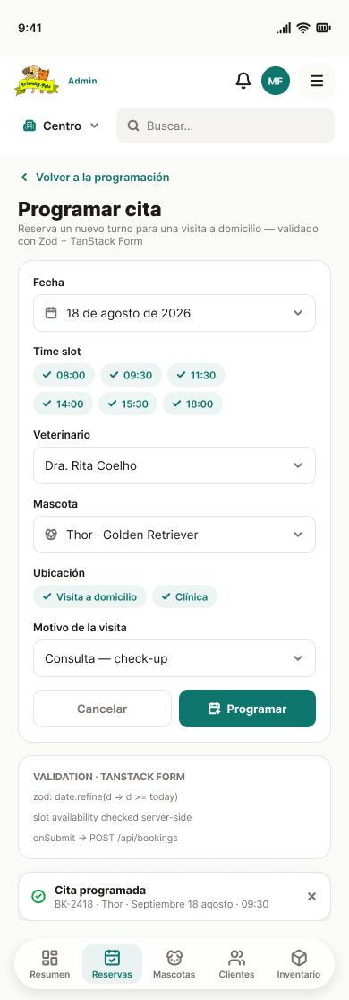 9:41
Friendly-Pets
Admin
MF
Centro
Buscar...
Volver a la programación
Programar cita
Reserva un nuevo turno para una visita a domicilio — validado
con Zod + TanStack Form
Fecha
18 de agosto de 2026
Time slot
08:00 09:30 11:30
14:00 15:30 18:00
Veterinario
Dra. Rita Coelho
Mascota
Thor · Golden Retriever
Ubicación
Visita a domicilio Clínica
Motivo de la visita
Consulta — check-up
Cancelar Programar
VALIDATION · TANSTACK FORM
zod: date.refine(d => d >= today)
slot availability checked server-side
onSubmit → POST /api/bookings
Cita programada
BK-2418 · Thor · Septiembre 18 agosto · 09:30
Resumen Reservas Mascotas Clientes Inventario